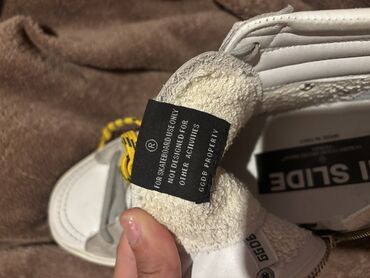 ®
FOR SKATEBOARD USE ONLY
NOT DESIGNED FOR
OTHER ACTIVITIES
GGDB PROPERTY
I SLIDE
GGDB